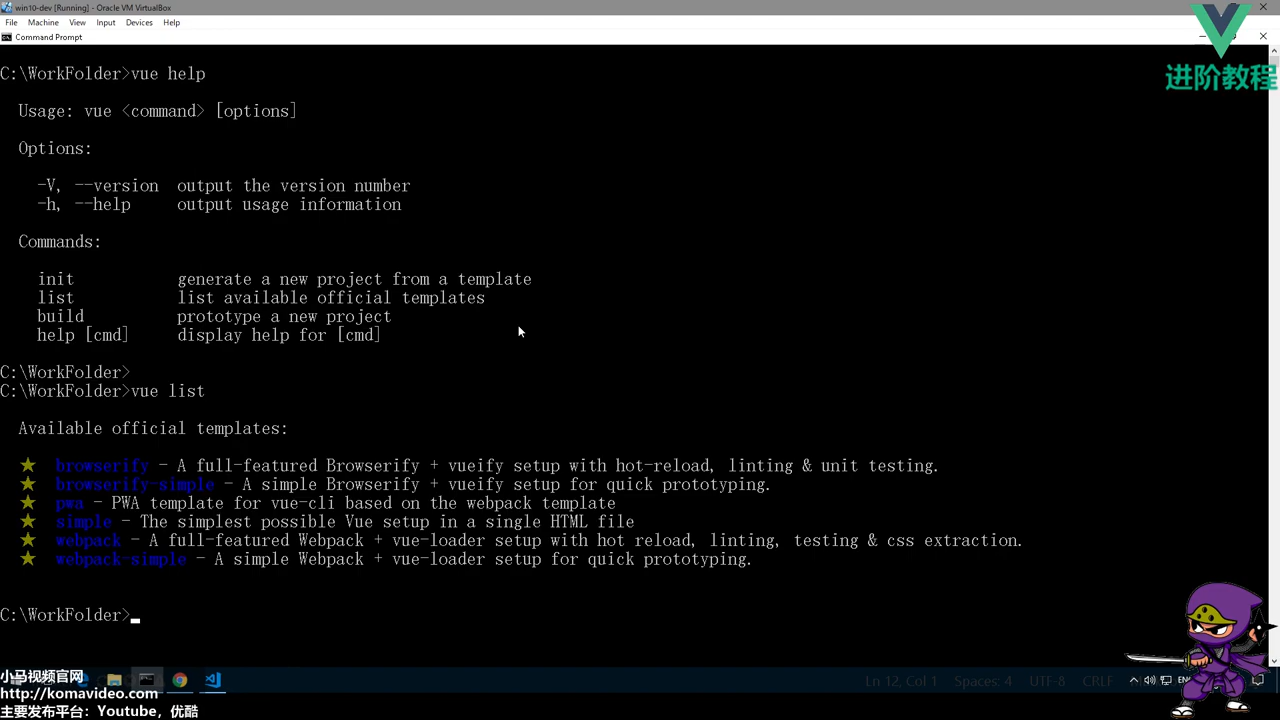 win10-dev [Running] - Oracle VM VirtualBox
File Machine View Input Devices Help
Command Prompt
进阶教程
C:\WorkFolder>vue help
Usage: vue <command> [options]
Options:
-V, --version output the version number
-h, --help output usage information
Commands:
init generate a new project from a template
list list available official templates
build prototype a new project
help [cmd] display help for [cmd]
C:\WorkFolder>
C:\WorkFolder>vue list
Available official templates:
★ browserify - A full-featured Browserify + vueify setup with hot-reload, linting & unit testing.
★ browserify-simple - A simple Browserify + vueify setup for quick prototyping.
★ pwa - PWA template for vue-cli based on the webpack template
★ simple - The simplest possible Vue setup in a single HTML file
★ webpack - A full-featured Webpack + vue-loader setup with hot reload, linting, testing & css extraction.
★ webpack-simple - A simple Webpack + vue-loader setup for quick prototyping.
C:\WorkFolder>
小马视频官网
http://komavideo.com
主要发布平台：Youtube，优酷
Ln 12, Col 1 Spaces: 4 UTF-8 CRLF